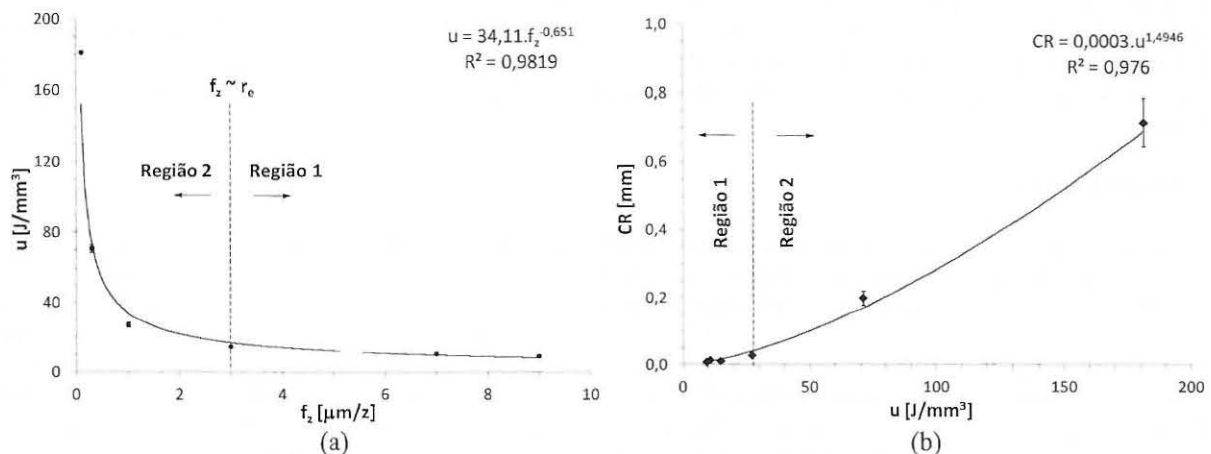 u = 34,11.f_z^-0,651
R² = 0,9819
f_z ~ r_e
Região 2
Região 1
u [J/mm³]
200
160
120
80
40
0
0
2
4
6
8
10
f_z [μm/z]
(a)
CR = 0,0003.u^1,4946
R² = 0,976
Região 1
Região 2
CR [mm]
1,0
0,8
0,6
0,4
0,2
0,0
0
50
100
150
200
u [J/mm³]
(b)